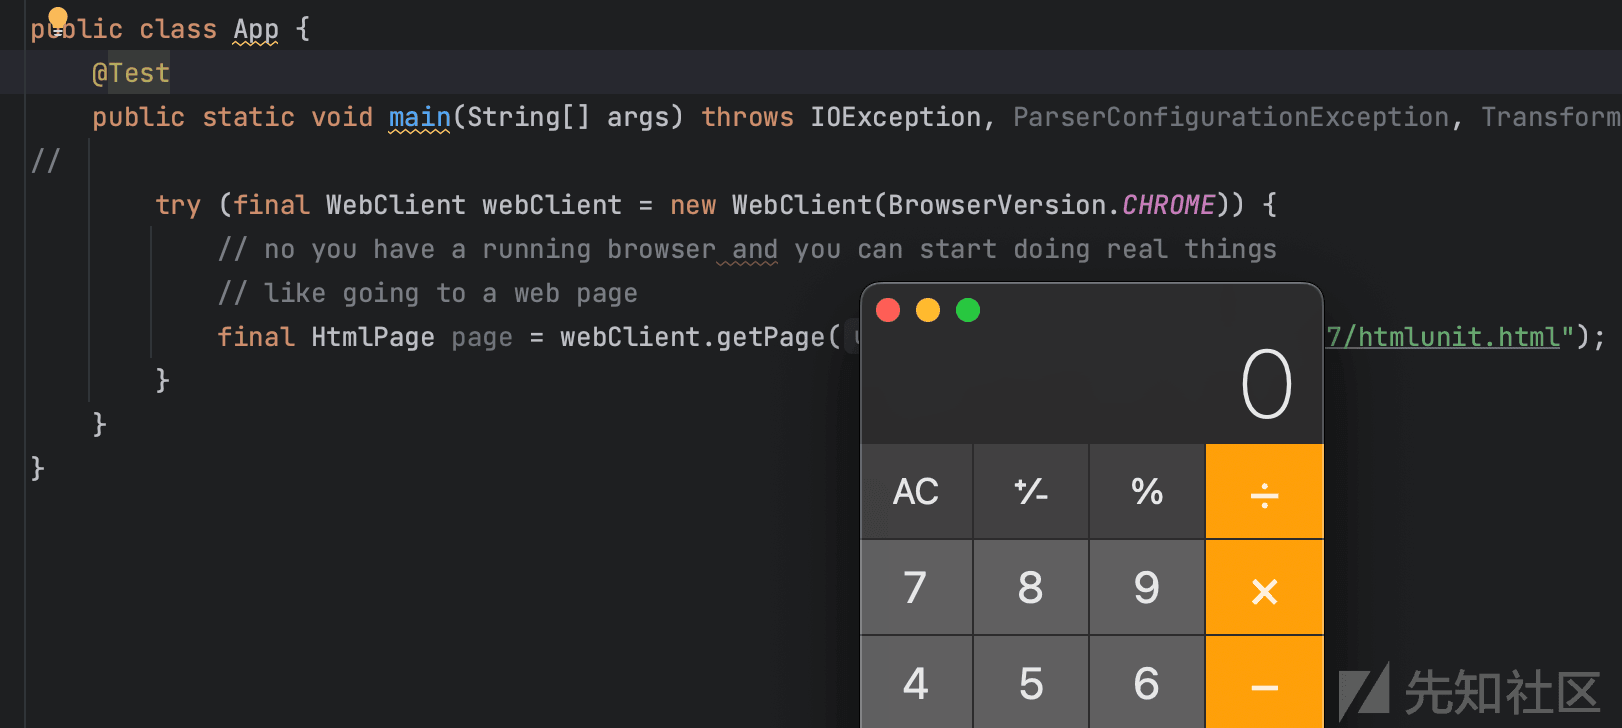 public class App {
@Test
public static void main(String[] args) throws IOException, ParserConfigurationException, Transform
//
try (final WebClient webClient = new WebClient(BrowserVersion.CHROME)) {
// no you have a running browser and you can start doing real things
// like going to a web page
final HtmlPage page = webClient.getPage( 7/htmlunit.html");
}
}
}
0
AC +/- % ÷
7 8 9 ×
4 5 6 −
先知社区